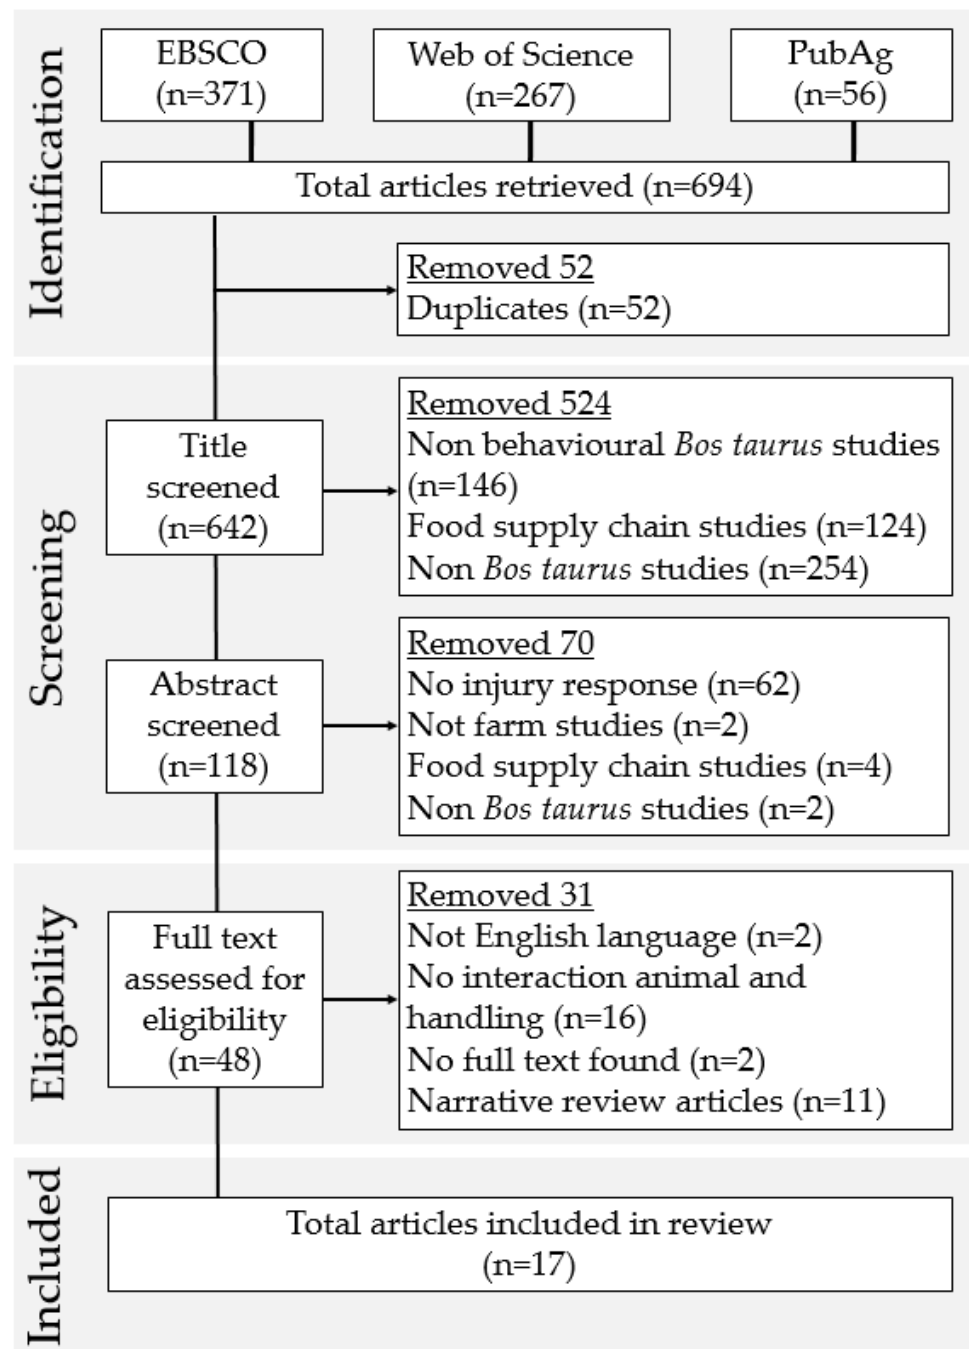 Identification
EBSCO
(n=371)
Web of Science
(n=267)
PubAg
(n=56)
Total articles retrieved (n=694)
Removed 52
Duplicates (n=52)
Screening
Title
screened
(n=642)
Removed 524
Non behavioural Bos taurus studies
(n=146)
Food supply chain studies (n=124)
Non Bos taurus studies (n=254)
Abstract
screened
(n=118)
Removed 70
No injury response (n=62)
Not farm studies (n=2)
Food supply chain studies (n=4)
Non Bos taurus studies (n=2)
Eligibility
Full text
assessed for
eligibility
(n=48)
Removed 31
Not English language (n=2)
No interaction animal and
handling (n=16)
No full text found (n=2)
Narrative review articles (n=11)
Included
Total articles included in review
(n=17)